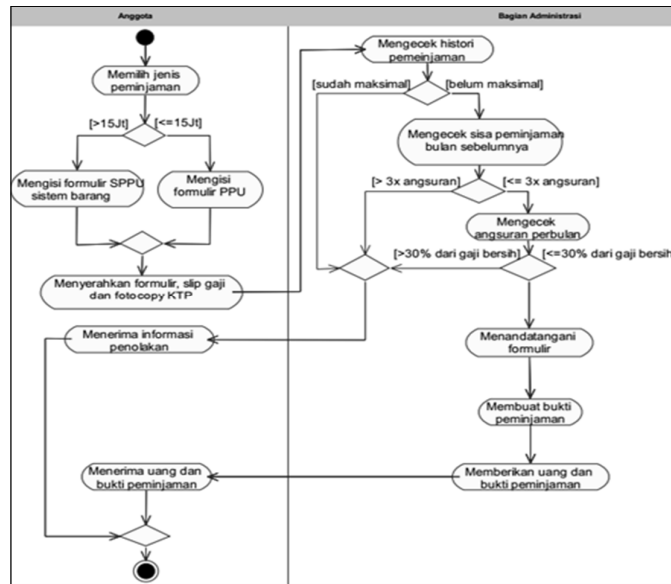 Anggota
Bagian Administrasi
Memilih jenis
peminjaman
[>15Jt]
[<=15Jt]
Mengisi formulir SPPU
sistem barang
Mengisi
formulir PPU
Menyerahkan formulir, slip gaji
dan fotocopy KTP
Mengecek histori
pemeinjaman
[sudah maksimal]
[belum maksimal]
Mengecek sisa peminjaman
bulan sebelumnya
[> 3x angsuran]
[<= 3x angsuran]
Mengecek
angsuran perbulan
[>30% dari gaji bersih]
[<=30% dari gaji bersih
Menerima informasi
penolakan
Menandatangani
formulir
Membuat bukti
peminjaman
Memberikan uang dan
bukti peminjaman
Menerima uang dan
bukti peminjaman